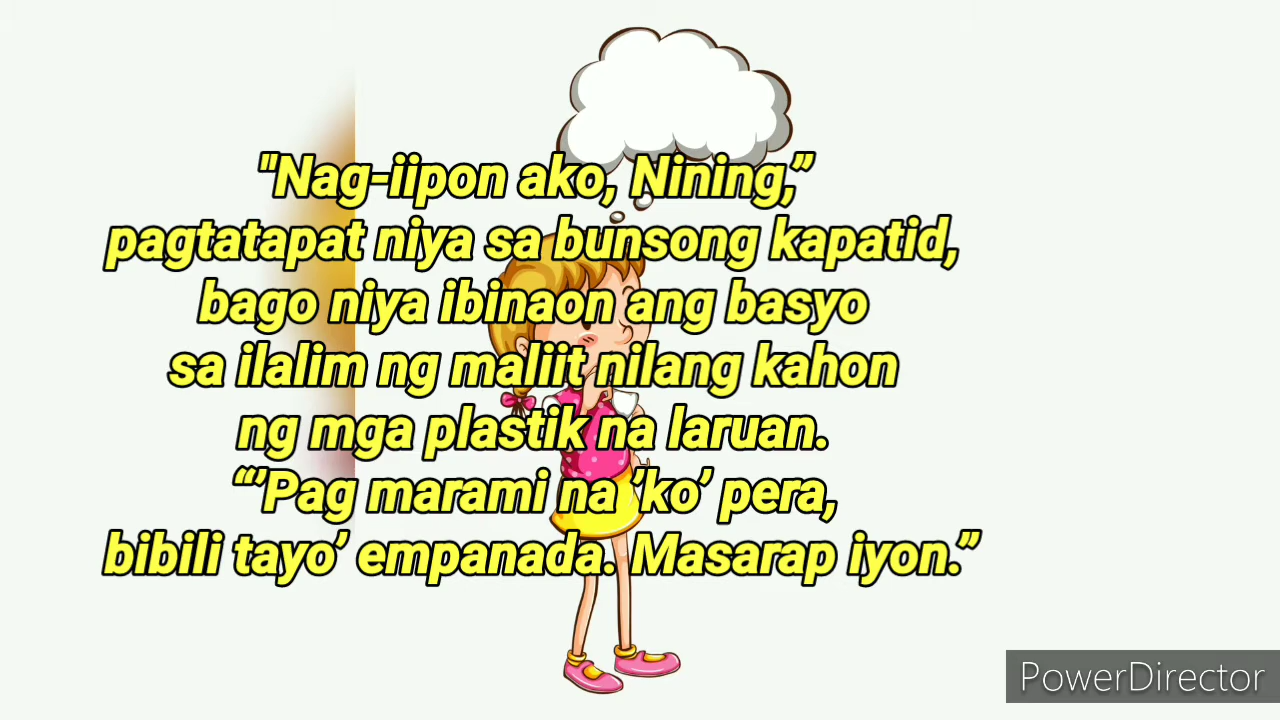 "Nag-iipon ako, Nining,”
pagtatapat niya sa bunsong kapatid,
bago niya ibinaon ang basyo
sa ilalim ng maliit nilang kahon
ng mga plastik na laruan.
“’Pag marami na ’ko’ pera,
bibili tayo’ empanada. Masarap iyon.”
PowerDirector